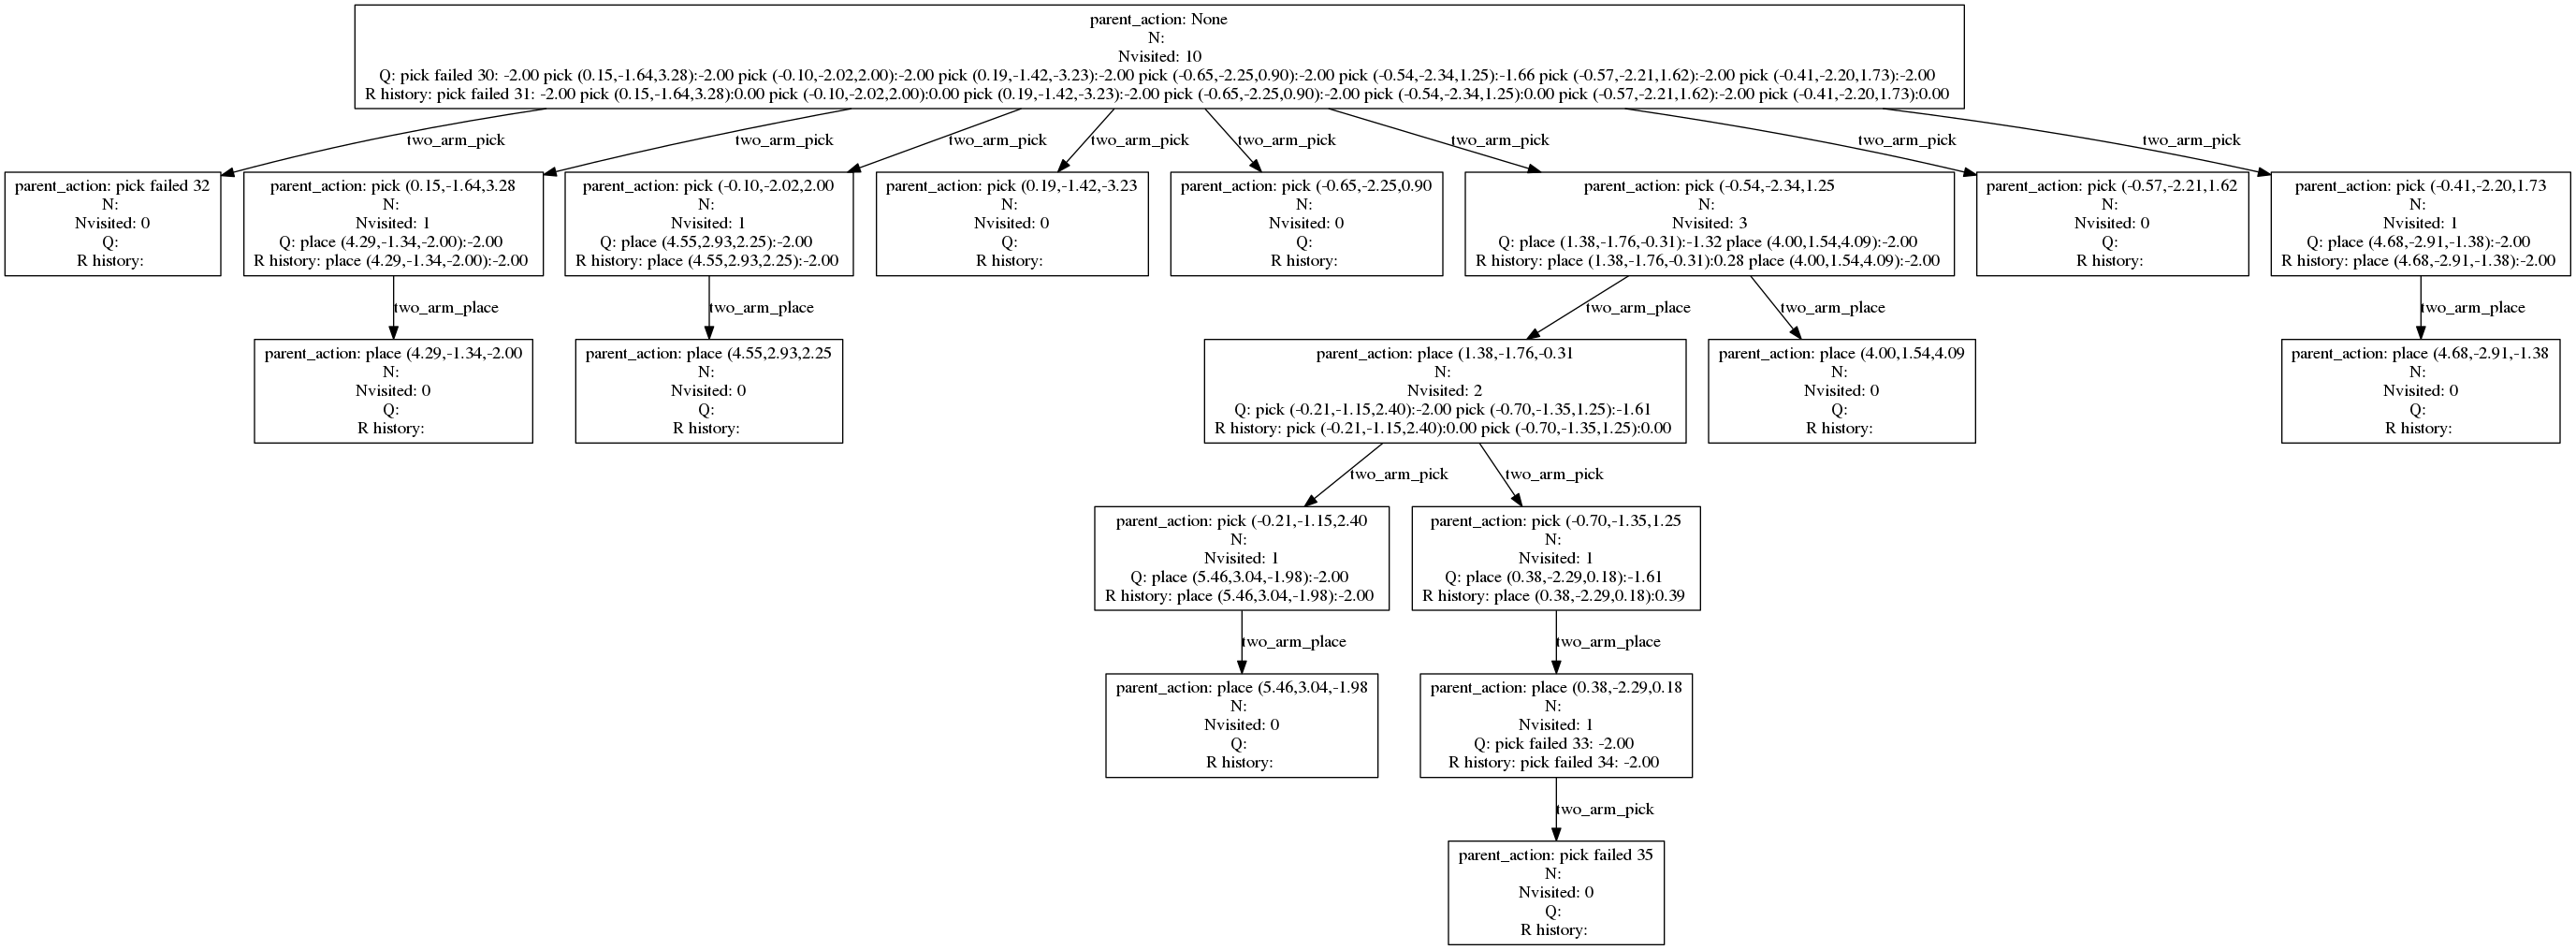 parent_action: None
N:
Nvisited: 10
Q: pick failed 30: -2.00 pick (0.15,-1.64,3.28):-2.00 pick (-0.10,-2.02,2.00):-2.00 pick (0.19,-1.42,-3.23):-2.00 pick (-0.65,-2.25,0.90):-2.00 pick (-0.54,-2.34,1.25):-1.66 pick (-0.57,-2.21,1.62):-2.00 pick (-0.41,-2.20,1.73):-2.00
R history: pick failed 31: -2.00 pick (0.15,-1.64,3.28):0.00 pick (-0.10,-2.02,2.00):0.00 pick (0.19,-1.42,-3.23):-2.00 pick (-0.65,-2.25,0.90):-2.00 pick (-0.54,-2.34,1.25):0.00 pick (-0.57,-2.21,1.62):-2.00 pick (-0.41,-2.20,1.73):0.00
two_arm_pick
two_arm_pick
two_arm_pick
two_arm_pick
two_arm_pick
two_arm_pick
two_arm_pick
two_arm_pick
parent_action: pick failed 32
N:
Nvisited: 0
Q:
R history:
parent_action: pick (0.15,-1.64,3.28
N:
Nvisited: 1
Q: place (4.29,-1.34,-2.00):-2.00
R history: place (4.29,-1.34,-2.00):-2.00
parent_action: pick (-0.10,-2.02,2.00
N:
Nvisited: 1
Q: place (4.55,2.93,2.25):-2.00
R history: place (4.55,2.93,2.25):-2.00
parent_action: pick (0.19,-1.42,-3.23
N:
Nvisited: 0
Q:
R history:
parent_action: pick (-0.65,-2.25,0.90
N:
Nvisited: 0
Q:
R history:
parent_action: pick (-0.54,-2.34,1.25
N:
Nvisited: 3
Q: place (1.38,-1.76,-0.31):-1.32 place (4.00,1.54,4.09):-2.00
R history: place (1.38,-1.76,-0.31):0.28 place (4.00,1.54,4.09):-2.00
parent_action: pick (-0.57,-2.21,1.62
N:
Nvisited: 0
Q:
R history:
parent_action: pick (-0.41,-2.20,1.73
N:
Nvisited: 1
Q: place (4.68,-2.91,-1.38):-2.00
R history: place (4.68,-2.91,-1.38):-2.00
two_arm_place
two_arm_place
two_arm_place
two_arm_place
two_arm_place
parent_action: place (4.29,-1.34,-2.00
N:
Nvisited: 0
Q:
R history:
parent_action: place (4.55,2.93,2.25
N:
Nvisited: 0
Q:
R history:
parent_action: place (1.38,-1.76,-0.31
N:
Nvisited: 2
Q: pick (-0.21,-1.15,2.40):-2.00 pick (-0.70,-1.35,1.25):-1.61
R history: pick (-0.21,-1.15,2.40):0.00 pick (-0.70,-1.35,1.25):0.00
parent_action: place (4.00,1.54,4.09
N:
Nvisited: 0
Q:
R history:
parent_action: place (4.68,-2.91,-1.38
N:
Nvisited: 0
Q:
R history:
two_arm_pick
two_arm_pick
parent_action: pick (-0.21,-1.15,2.40
N:
Nvisited: 1
Q: place (5.46,3.04,-1.98):-2.00
R history: place (5.46,3.04,-1.98):-2.00
parent_action: pick (-0.70,-1.35,1.25
N:
Nvisited: 1
Q: place (0.38,-2.29,0.18):-1.61
R history: place (0.38,-2.29,0.18):0.39
two_arm_place
two_arm_place
parent_action: place (5.46,3.04,-1.98
N:
Nvisited: 0
Q:
R history:
parent_action: place (0.38,-2.29,0.18
N:
Nvisited: 1
Q: pick failed 33: -2.00
R history: pick failed 34: -2.00
two_arm_pick
parent_action: pick failed 35
N:
Nvisited: 0
Q:
R history: